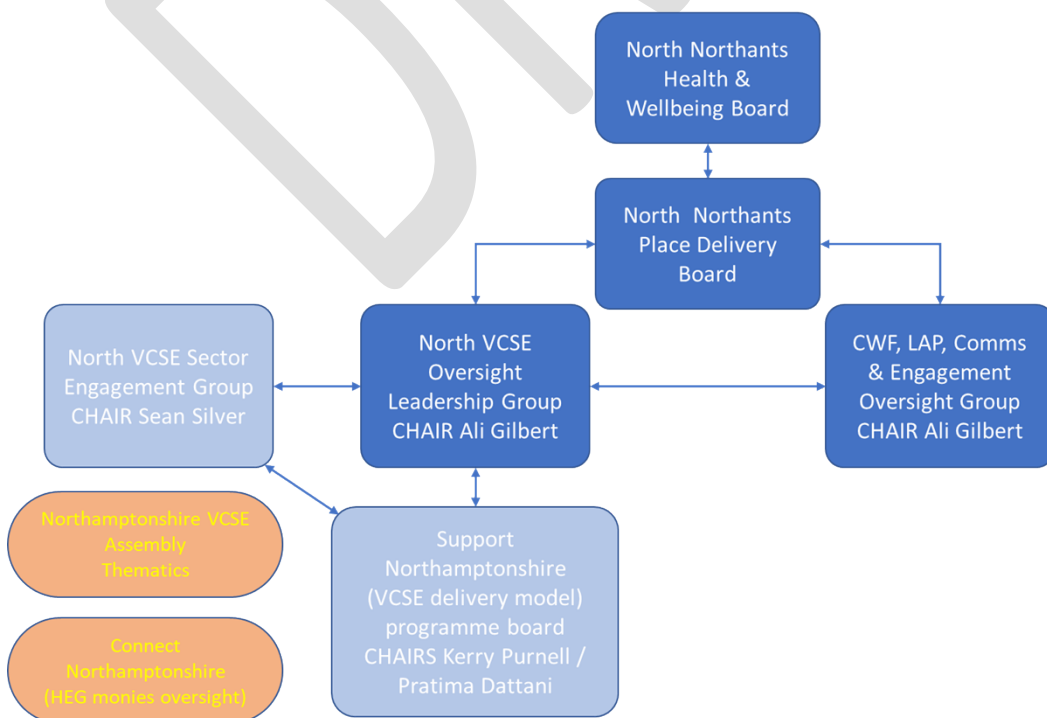 North Northants
Health &
Wellbeing Board
North Northants
Place Delivery
Board
North VCSE Sector
Engagement Group
CHAIR Sean Silver
North VCSE
Oversight
Leadership Group
CHAIR Ali Gilbert
CWF, LAP, Comms
& Engagement
Oversight Group
CHAIR Ali Gilbert
Northamptonshire VCSE
Assembly
Thematics
Support
Northamptonshire
(VCSE delivery model)
programme board
CHAIRS Kerry Purnell /
Pratima Dattani
Connect
Northamptonshire
(HEG monies oversight)